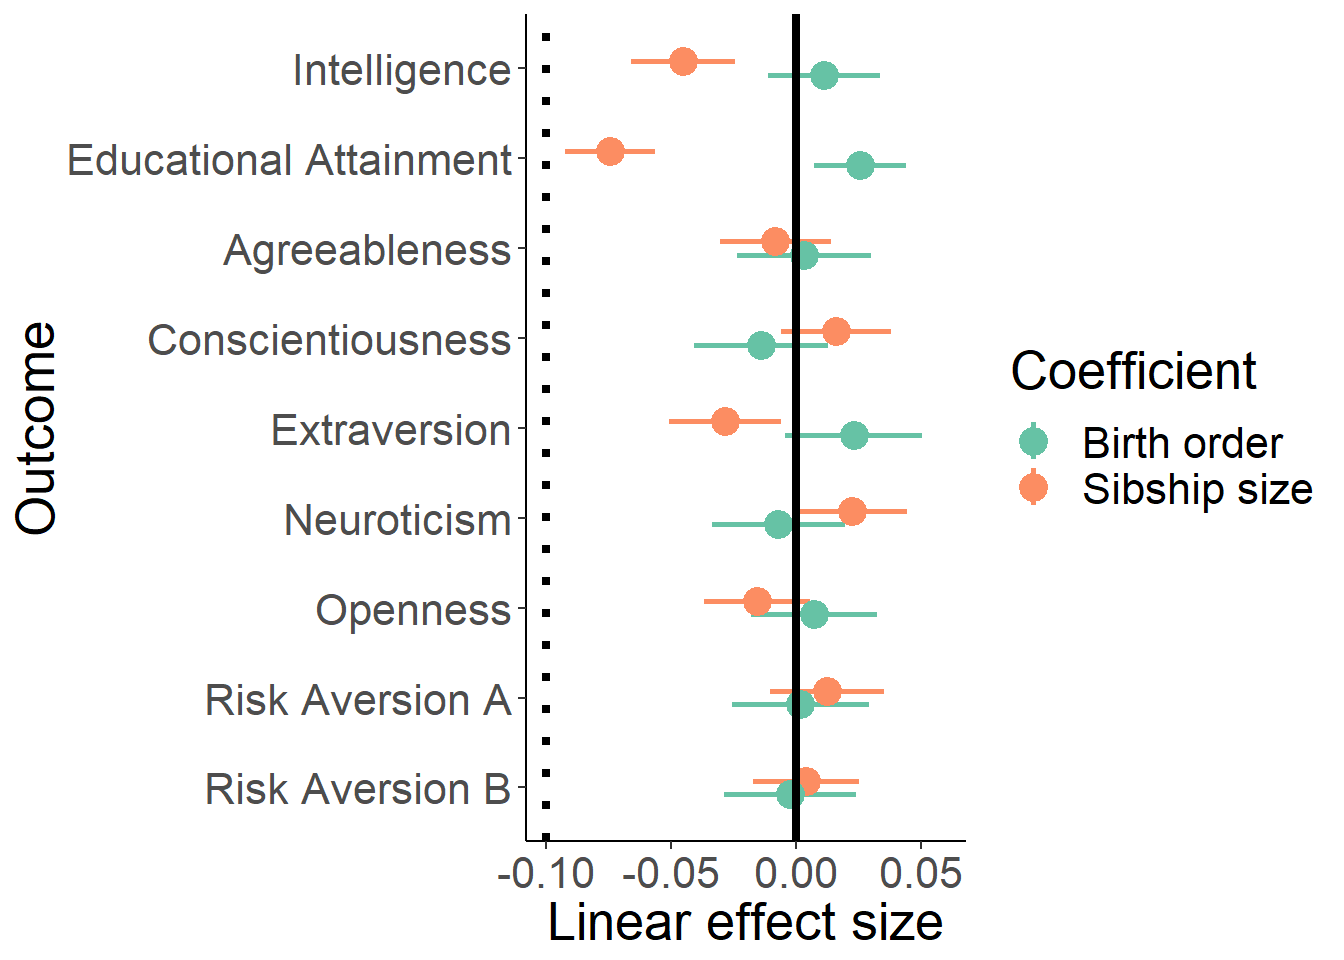 Outcome
Intelligence
Educational Attainment
Agreeableness
Conscientiousness
Extraversion
Neuroticism
Openness
Risk Aversion A
Risk Aversion B
-0.10 -0.05 0.00 0.05
Linear effect size
Coefficient
Birth order
Sibship size